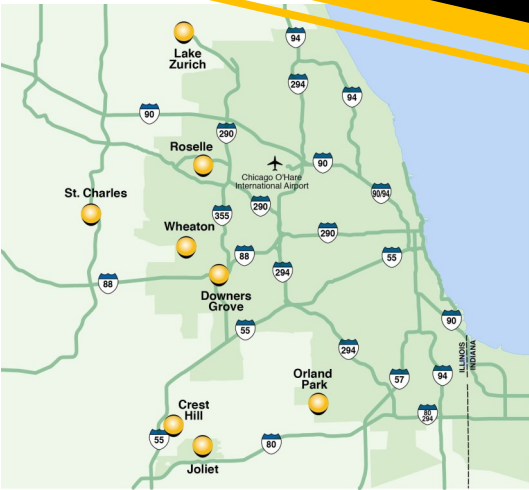 94
Lake
Zurich
294
94
90
290
Roselle
90
Chicago O'Hare
International Airport
90/94
St. Charles
290
355
Wheaton
290
88
55
294
88
Downers
Grove
55
90
ILLINOIS
INDIANA
294
Orland
Park
57
94
Crest
Hill
80
294
55
80
Joliet